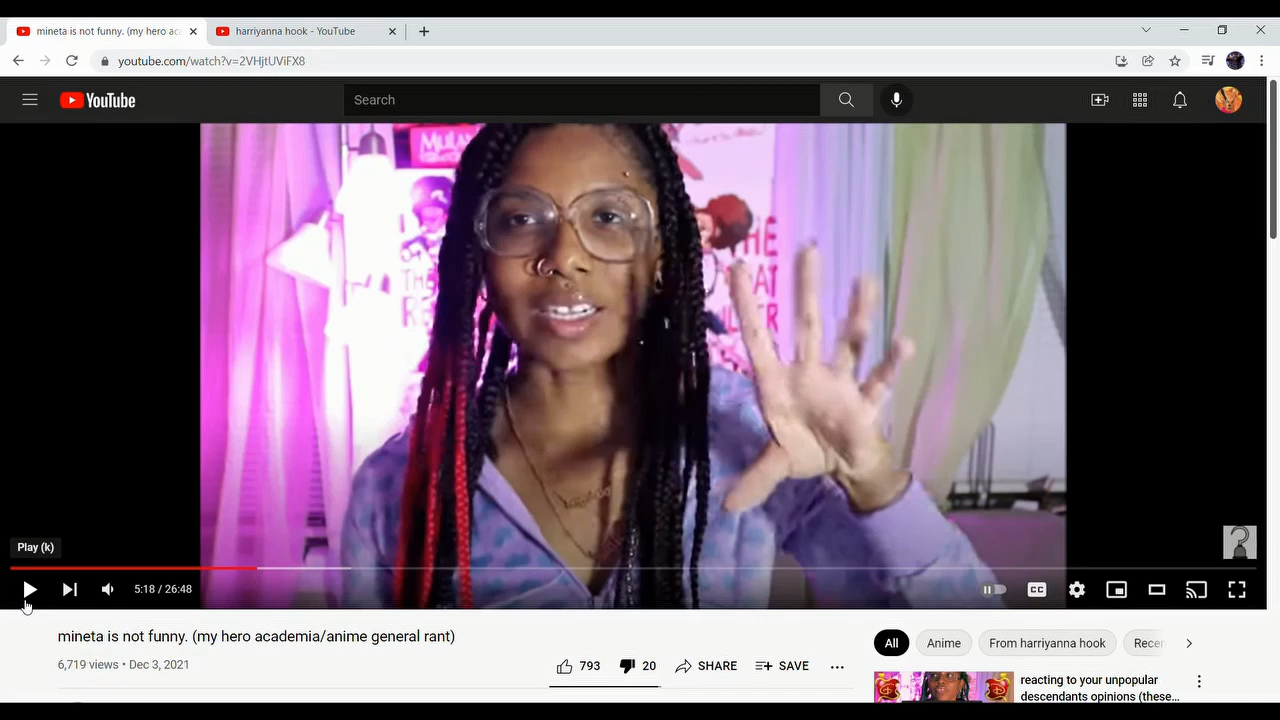 mineta is not funny. (my hero ac
harriyanna hook - YouTube
youtube.com/watch?v=2VHjtUViFX8
YouTube
Search
Play (k)
5:18 / 26:48
CC
mineta is not funny. (my hero academia/anime general rant)
6,719 views • Dec 3, 2021
793
20
SHARE
SAVE
All
Anime
From harriyanna hook
Recen
reacting to your unpopular
descendants opinions (these...